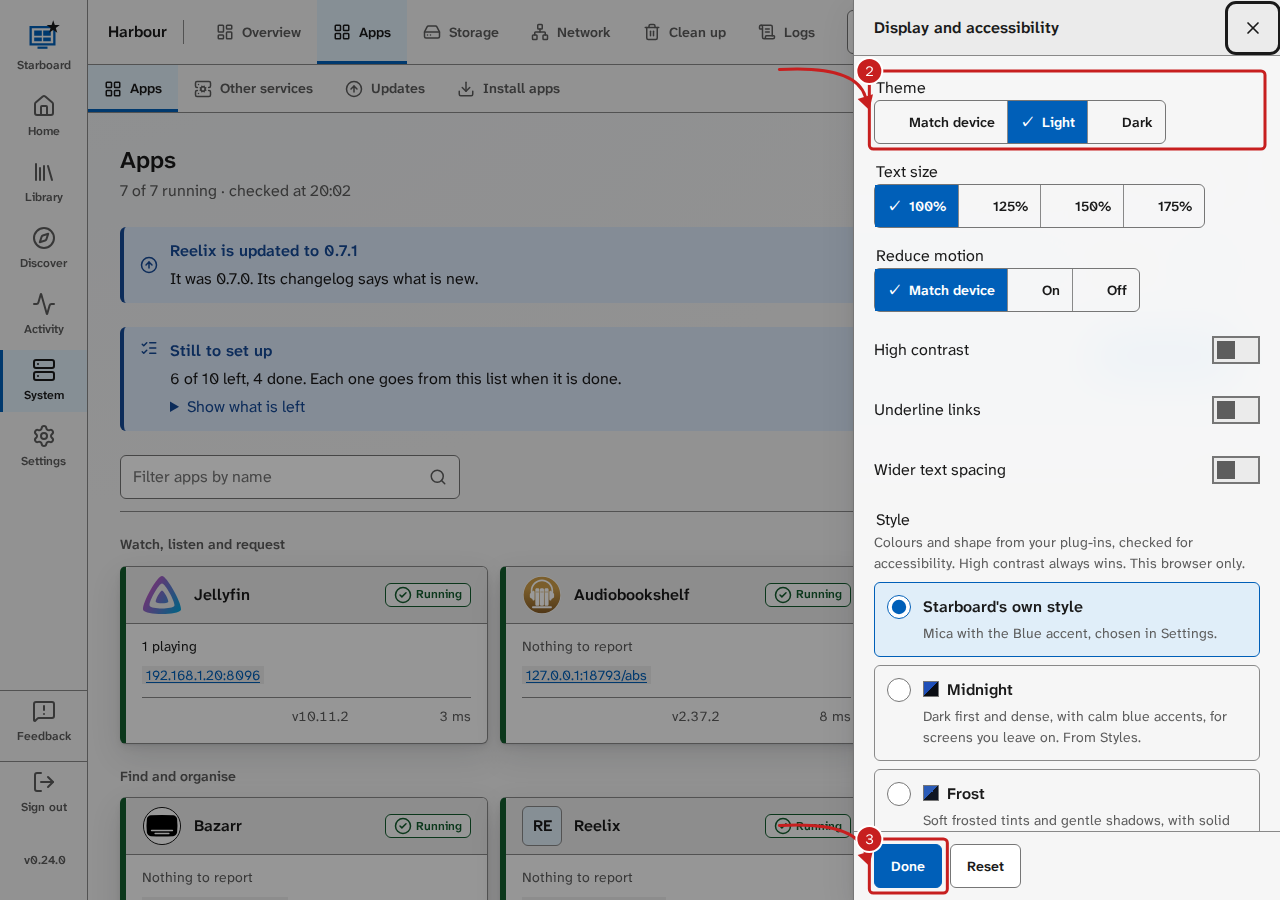 Starboard
Home
Library
Discover
Activity
System
Settings
Feedback
Sign out
v0.24.0
Harbour
Overview
Apps
Storage
Network
Clean up
Logs
Apps
Other services
Updates
Install apps
Apps
7 of 7 running · checked at 20:02
Reelix is updated to 0.7.1
It was 0.7.0. Its changelog says what is new.
Still to set up
6 of 10 left, 4 done. Each one goes from this list when it is done.
Show what is left
Filter apps by name
Watch, listen and request
Jellyfin
Running
1 playing
192.168.1.20:8096
v10.11.2
3 ms
Audiobookshelf
Running
Nothing to report
127.0.0.1:18793/abs
v2.37.2
8 ms
Find and organise
Bazarr
Running
Nothing to report
RE
Reelix
Running
Nothing to report
Display and accessibility
2
Theme
Match device
✓ Light
Dark
Text size
✓ 100%
125%
150%
175%
Reduce motion
✓ Match device
On
Off
High contrast
Underline links
Wider text spacing
Style
Colours and shape from your plug-ins, checked for
accessibility. High contrast always wins. This browser only.
Starboard's own style
Mica with the Blue accent, chosen in Settings.
Midnight
Dark first and dense, with calm blue accents, for
screens you leave on. From Styles.
Frost
Soft frosted tints and gentle shadows, with solid
3
Done
Reset